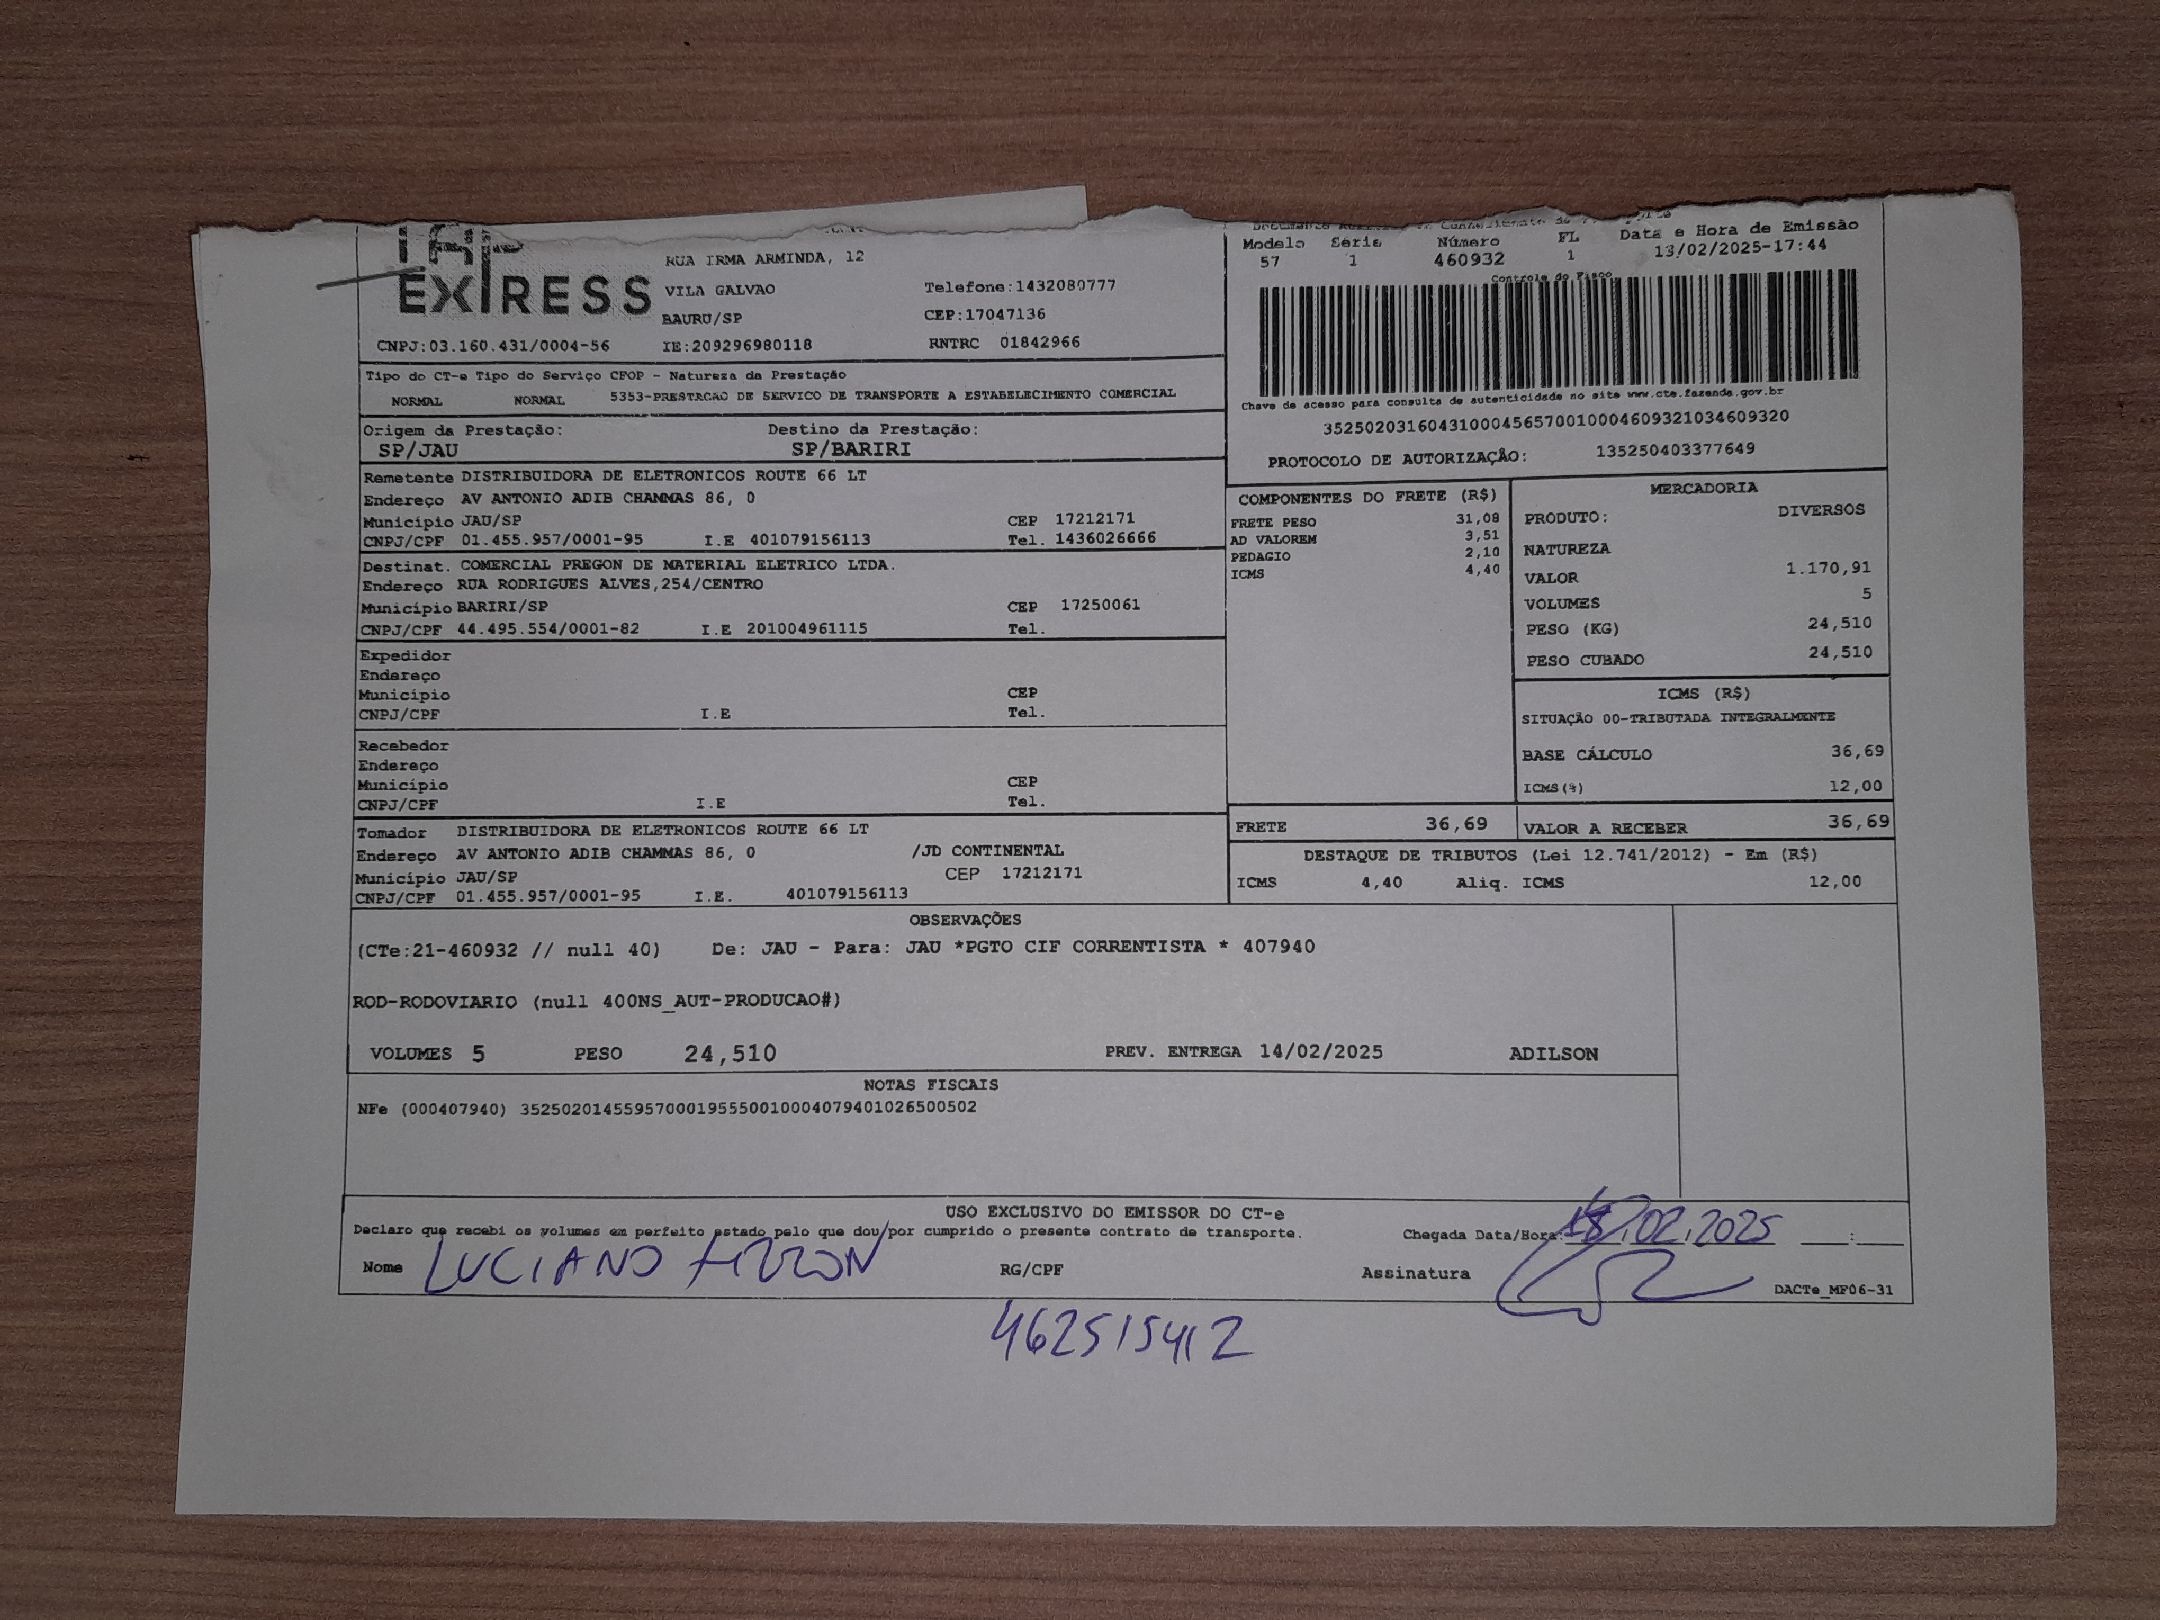 EXPRESS
RUA IRMA ARMINDA, 12
VILA GALVAO Telefone:1432080777
BAURU/SP CEP:17047136
CNPJ:03.160.431/0004-56 IE:209296980118 RNTRC 01842966
Modelo Serie Número FL Data e Hora de Emissão
57 1 460932 1 13/02/2025-17:44
Controle do Fisco
Chave de acesso para consulta de autenticidade no site www.cte.fazenda.gov.br
35250203160431000456570010004609321034609320
PROTOCOLO DE AUTORIZAÇÃO: 135250403377649
Tipo do CT-e Tipo do Serviço CFOP - Natureza da Prestação
NORMAL NORMAL 5353-PRESTACAO DE SERVICO DE TRANSPORTE A ESTABELECIMENTO COMERCIAL
Origem da Prestação: Destino da Prestação:
SP/JAU SP/BARIRI
Remetente DISTRIBUIDORA DE ELETRONICOS ROUTE 66 LT
Endereço AV ANTONIO ADIB CHAMMAS 86, 0
Município JAU/SP CEP 17212171
CNPJ/CPF 01.455.957/0001-95 I.E 401079156113 Tel. 1436026666
Destinat. COMERCIAL PREGON DE MATERIAL ELETRICO LTDA.
Endereço RUA RODRIGUES ALVES,254/CENTRO
Município BARIRI/SP CEP 17250061
CNPJ/CPF 44.495.554/0001-82 I.E 201004961115 Tel.
Expedidor
Endereço
Município CEP
CNPJ/CPF I.E Tel.
Recebedor
Endereço
Município CEP
CNPJ/CPF I.E Tel.
Tomador DISTRIBUIDORA DE ELETRONICOS ROUTE 66 LT
Endereço AV ANTONIO ADIB CHAMMAS 86, 0 /JD CONTINENTAL
Município JAU/SP CEP 17212171
CNPJ/CPF 01.455.957/0001-95 I.E. 401079156113
COMPONENTES DO FRETE (R$)
FRETE PESO 31,08
AD VALOREM 3,51
PEDAGIO 2,10
ICMS 4,40
MERCADORIA
PRODUTO: DIVERSOS
NATUREZA
VALOR 1.170,91
VOLUMES 5
PESO (KG) 24,510
PESO CUBADO 24,510
ICMS (R$)
SITUAÇÃO 00-TRIBUTADA INTEGRALMENTE
BASE CÁLCULO 36,69
ICMS(%) 12,00
FRETE 36,69 VALOR A RECEBER 36,69
DESTAQUE DE TRIBUTOS (Lei 12.741/2012) - Em (R$)
ICMS 4,40 Aliq. ICMS 12,00
OBSERVAÇÕES
(CTe:21-460932 // null 40) De: JAU - Para: JAU *PGTO CIF CORRENTISTA * 407940
ROD-RODOVIARIO (null 400NS_AUT-PRODUCAO#)
VOLUMES 5 PESO 24,510 PREV. ENTREGA 14/02/2025 ADILSON
NOTAS FISCAIS
NFe (000407940) 35250201455957000195550010004079401026500502
USO EXCLUSIVO DO EMISSOR DO CT-e
Declaro que recebi os volumes em perfeito estado pelo que dou por cumprido o presente contrato de transporte. Chegada Data/Hora: .02.2025 :
Nome LUCIANO RG/CPF Assinatura DACTe_MF06-31
462515412